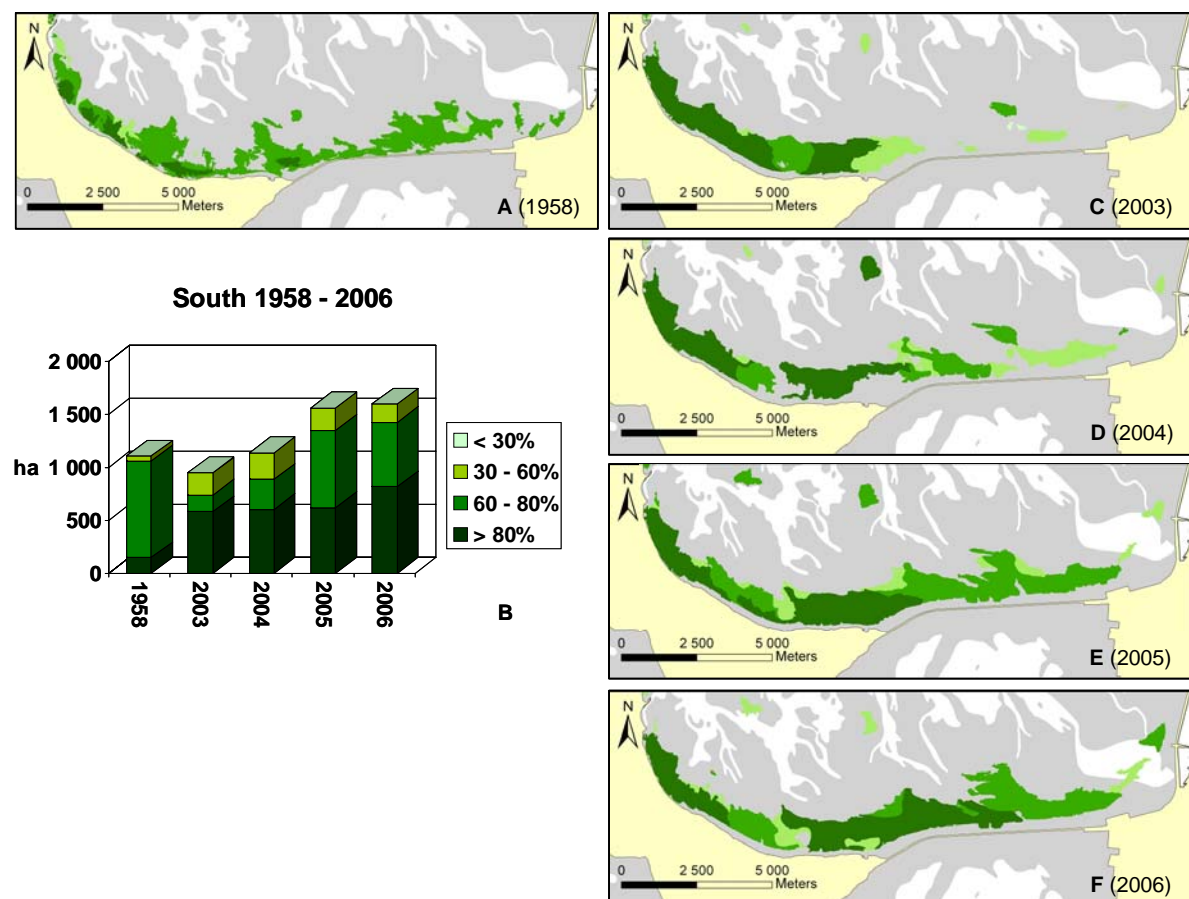 N
0 2 500 5 000
Meters
A (1958)
South 1958 - 2006
2 000
1 500
1 000
500
0
ha
1958
2003
2004
2005
2006
< 30%
30 - 60%
60 - 80%
> 80%
B
N
0 2 500 5 000
Meters
C (2003)
N
0 2 500 5 000
Meters
D (2004)
N
0 2 500 5 000
Meters
E (2005)
N
0 2 500 5 000
Meters
F (2006)